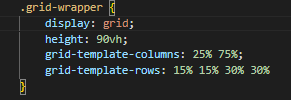 .grid-wrapper {
display: grid;
height: 90vh;
grid-template-columns: 25% 75%;
grid-template-rows: 15% 15% 30% 30%
}